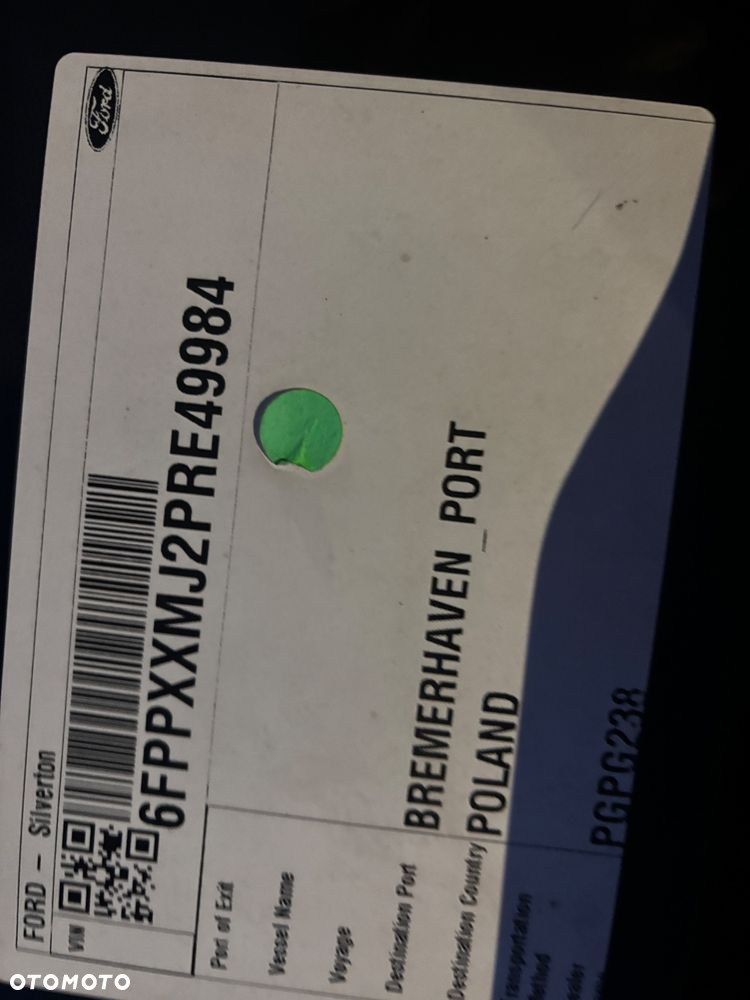 Ford
FORD - Silverton
VIN
6FPPXXMJ2PRE49984
Port of Exit
Vessel Name
Voyage
Destination Port
BREMERHAVEN_PORT
Destination Country
POLAND
PGPG238
OTOMOTO